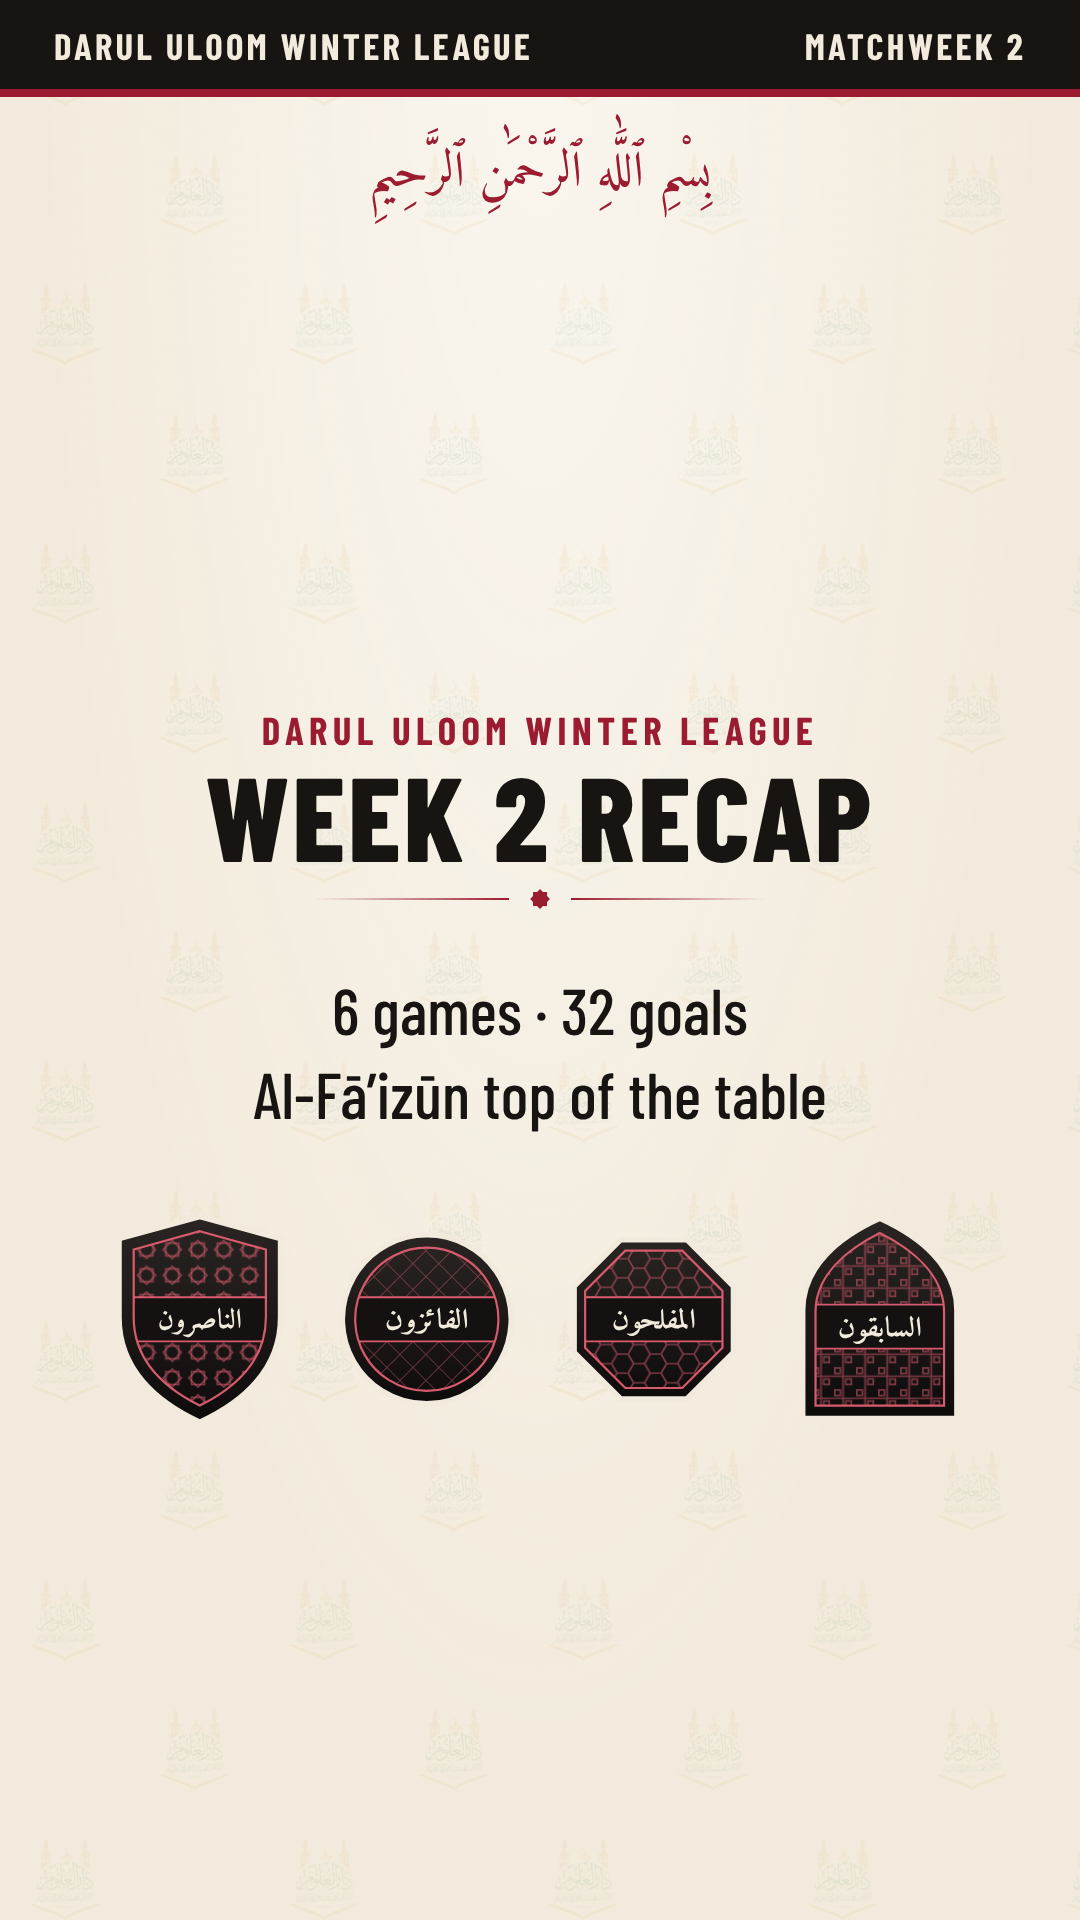 DARUL ULOOM WINTER LEAGUE
MATCHWEEK 2
بِسْمِ ٱللَّٰهِ ٱلرَّحْمَٰنِ ٱلرَّحِيمِ
DARUL ULOOM WINTER LEAGUE
WEEK 2 RECAP
6 games · 32 goals
Al-Fā’izūn top of the table
الناصرون
الفائزون
المفلحون
السابقون